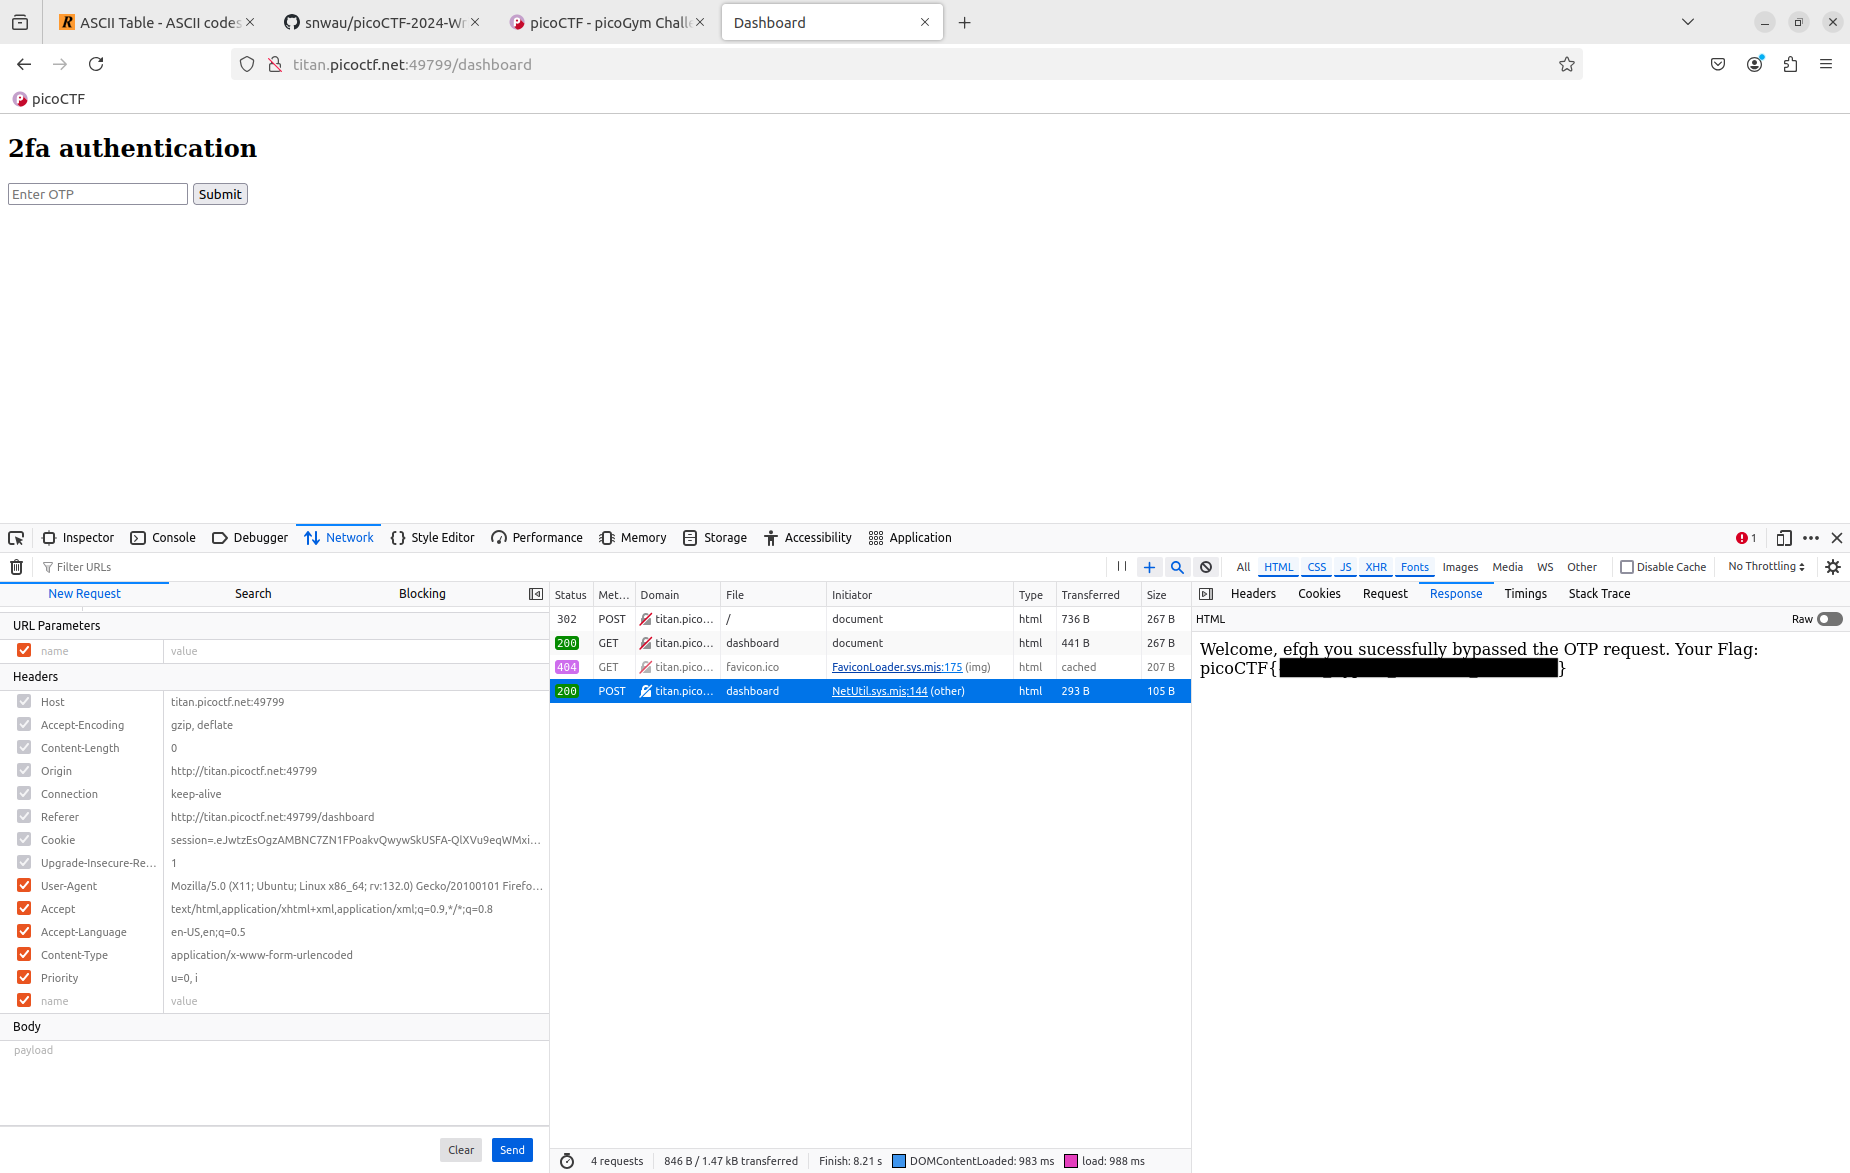 ASCII Table - ASCII codes
snwau/picoCTF-2024-Wr
picoCTF - picoGym Chall
Dashboard
titan.picoctf.net:49799/dashboard
picoCTF
2fa authentication
Enter OTP Submit
Inspector Console Debugger Network Style Editor Performance Memory Storage Accessibility Application 1
Filter URLs All HTML CSS JS XHR Fonts Images Media WS Other Disable Cache No Throttling
New Request Search Blocking
URL Parameters
name value
Headers
Host titan.picoctf.net:49799
Accept-Encoding gzip, deflate
Content-Length 0
Origin http://titan.picoctf.net:49799
Connection keep-alive
Referer http://titan.picoctf.net:49799/dashboard
Cookie session=.eJwtzEsOgzAMBNC7ZN1FPoakvQwywSkUSFA-QlXVu9eqWMxi...
Upgrade-Insecure-Re... 1
User-Agent Mozilla/5.0 (X11; Ubuntu; Linux x86_64; rv:132.0) Gecko/20100101 Firefo...
Accept text/html,application/xhtml+xml,application/xml;q=0.9,*/*;q=0.8
Accept-Language en-US,en;q=0.5
Content-Type application/x-www-form-urlencoded
Priority u=0, i
name value
Body
payload
Clear Send
Status Met... Domain File Initiator Type Transferred Size
302 POST titan.pico... / document html 736 B 267 B
200 GET titan.pico... dashboard document html 441 B 267 B
404 GET titan.pico... favicon.ico FaviconLoader.sys.mjs:175 (img) html cached 207 B
200 POST titan.pico... dashboard NetUtil.sys.mjs:144 (other) html 293 B 105 B
4 requests 846 B / 1.47 kB transferred Finish: 8.21 s DOMContentLoaded: 983 ms load: 988 ms
Headers Cookies Request Response Timings Stack Trace
HTML Raw
Welcome, efgh you sucessfully bypassed the OTP request. Your Flag:
picoCTF{ }